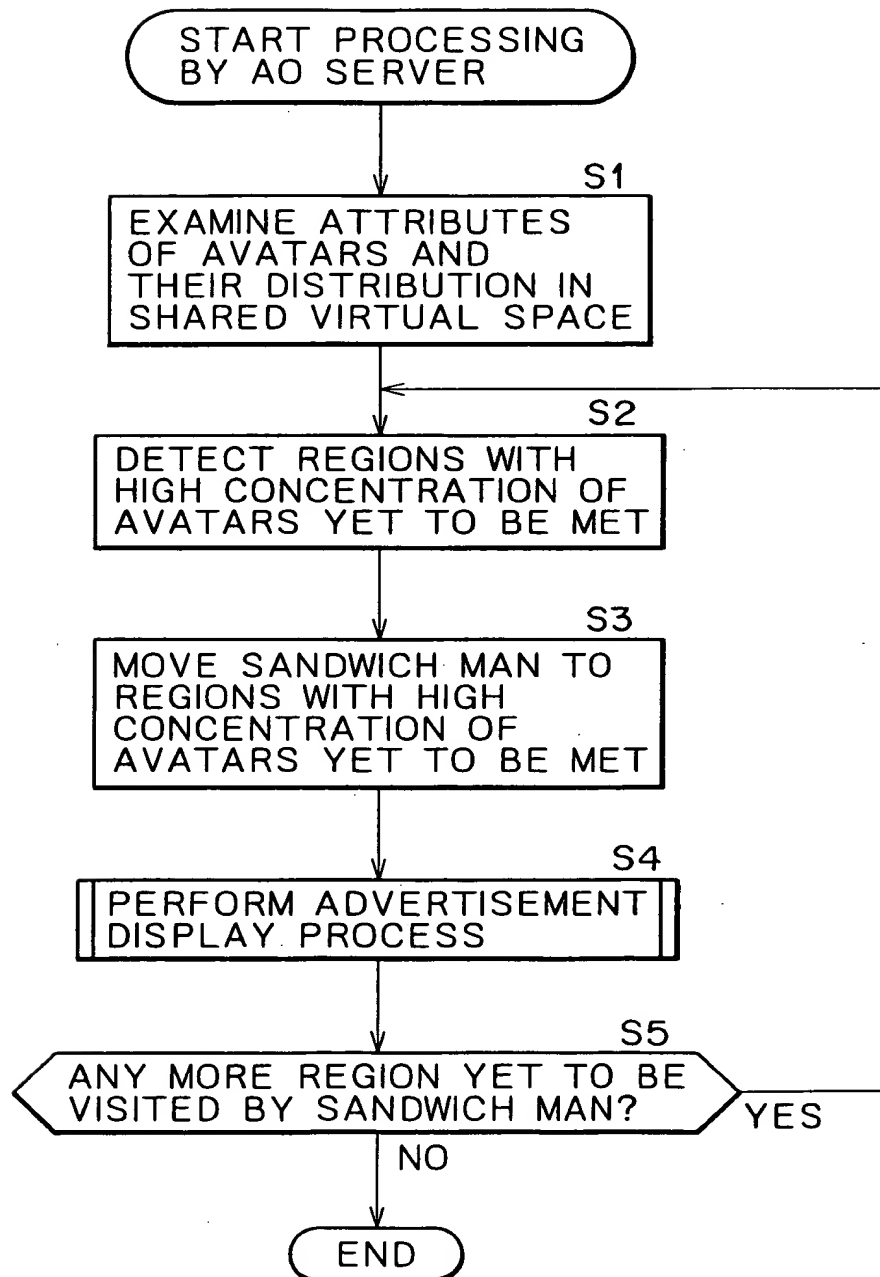 START PROCESSING
BY AO SERVER
S1
EXAMINE ATTRIBUTES
OF AVATARS AND
THEIR DISTRIBUTION IN
SHARED VIRTUAL SPACE
S2
DETECT REGIONS WITH
HIGH CONCENTRATION OF
AVATARS YET TO BE MET
S3
MOVE SANDWICH MAN TO
REGIONS WITH HIGH
CONCENTRATION OF
AVATARS YET TO BE MET
S4
PERFORM ADVERTISEMENT
DISPLAY PROCESS
S5
ANY MORE REGION YET TO BE
VISITED BY SANDWICH MAN?
YES
NO
END